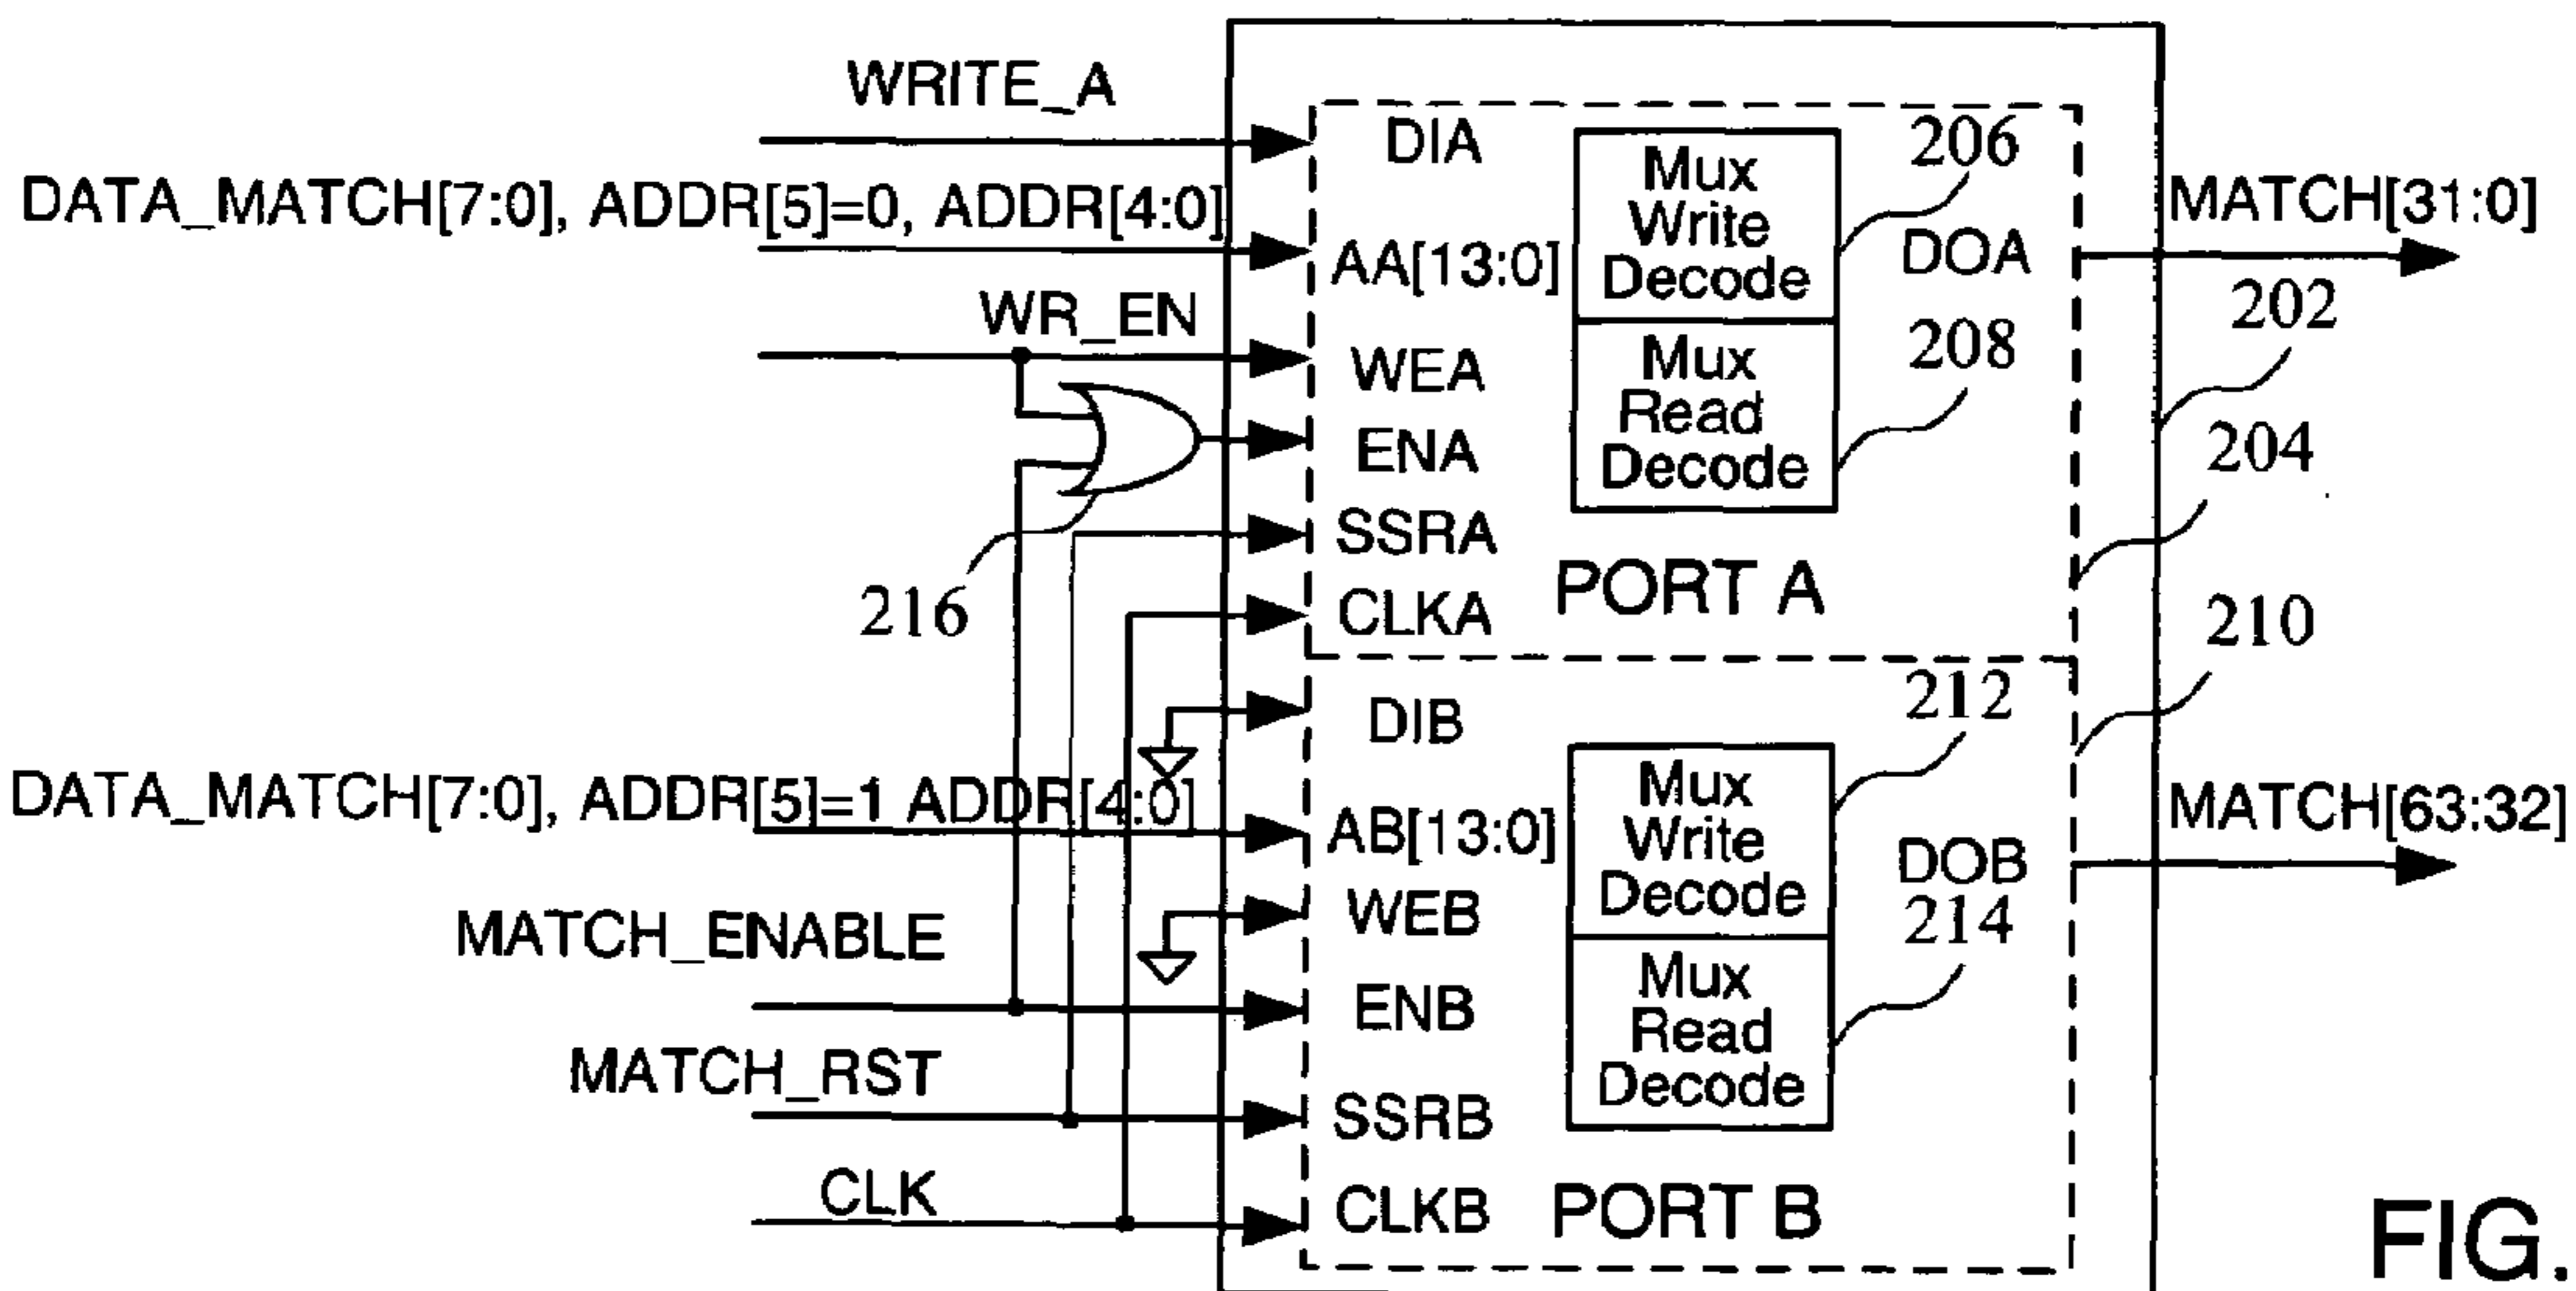 WRITE_A
DIA
Mux
Write
Decode
206
DATA_MATCH[7:0], ADDR[5]=0, ADDR[4:0]
AA[13:0]
DOA
MATCH[31:0]
202
WR_EN
WEA
Mux
Read
Decode
208
204
ENA
SSRA
216
CLKA
PORT A
210
DIB
212
Mux
Write
Decode
DATA_MATCH[7:0], ADDR[5]=1 ADDR[4:0]
AB[13:0]
DOB
MATCH[63:32]
WEB
214
MATCH_ENABLE
ENB
Mux
Read
Decode
MATCH_RST
SSRB
CLK
CLKB
PORT B
FIG.